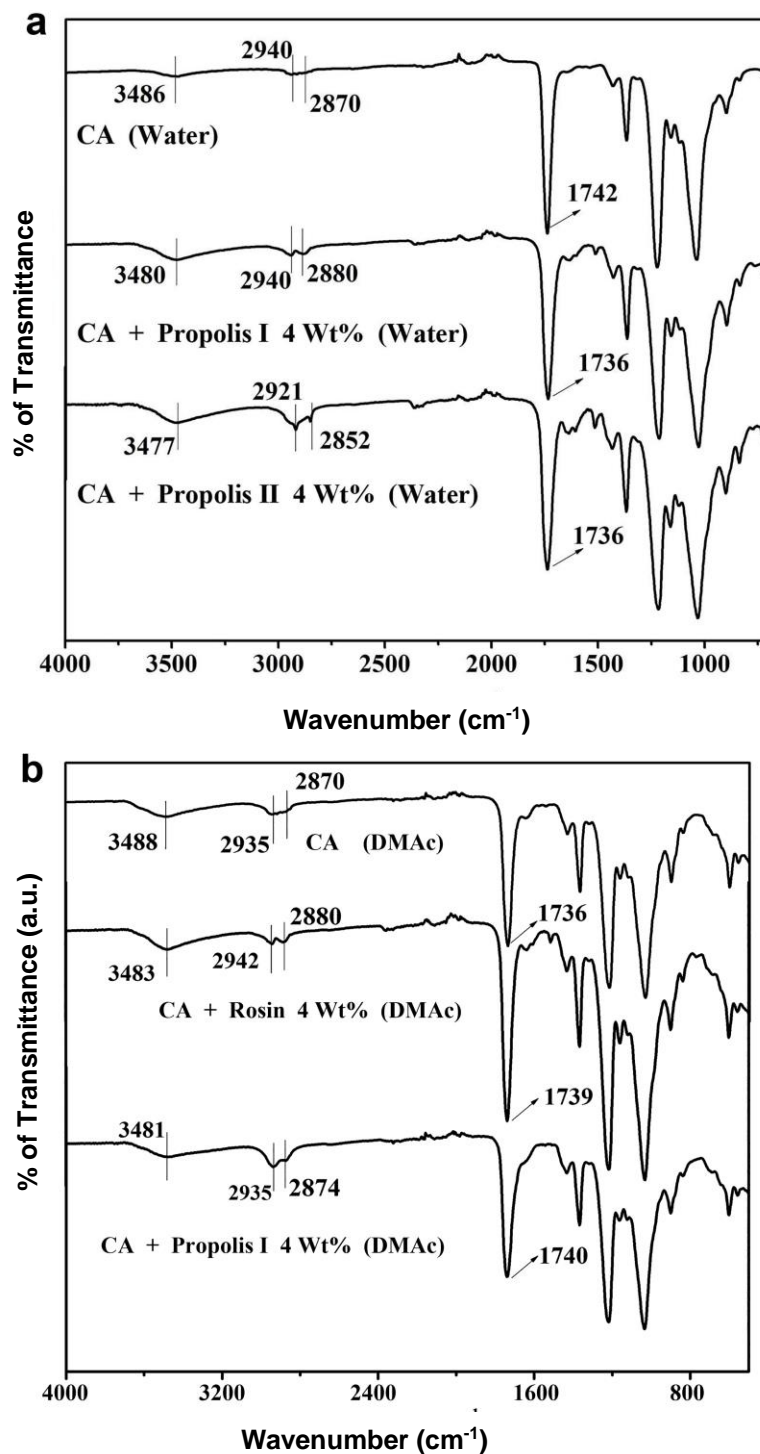 a
2940
3486
2870
CA (Water)
1742
3480
2940
2880
CA + Propolis I 4 Wt% (Water)
1736
2921
3477
2852
CA + Propolis II 4 Wt% (Water)
1736
% of Transmittance
4000 3500 3000 2500 2000 1500 1000
Wavenumber (cm⁻¹)
b
2870
3488
2935
CA (DMAc)
1736
2880
3483
2942
CA + Rosin 4 Wt% (DMAc)
1739
3481
2935
2874
CA + Propolis I 4 Wt% (DMAc)
1740
% of Transmittance (a.u.)
4000 3200 2400 1600 800
Wavenumber (cm⁻¹)